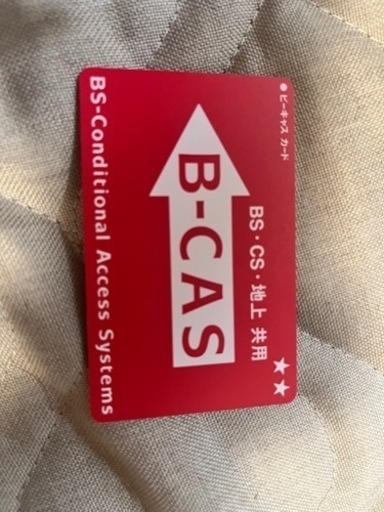 ● ビーキャス カード
BS・CS・地上 共用
★★
B-CAS
BS-Conditional Access Systems